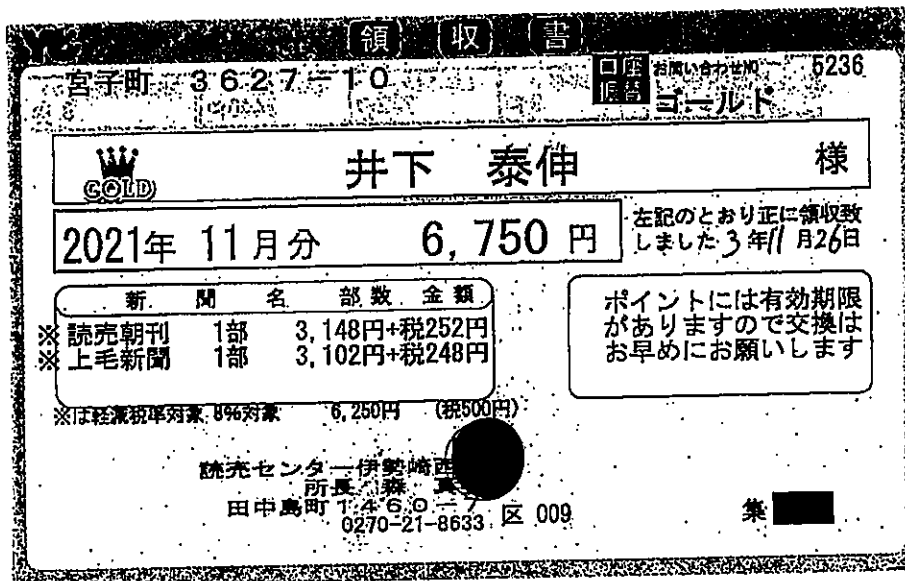 YC 領収書
宮子町 3627-10
口座振替
お問い合わせNO 5236
ゴールド
GOLD
井下 泰伸 様
2021年 11月分 6,750 円
左記のとおり正に領収致
しました 3年11月26日
新聞名 部数 金額
※ 読売朝刊 1部 3,148円+税252円
※ 上毛新聞 1部 3,102円+税248円
ポイントには有効期限
がありますので交換は
お早めにお願いします
※は軽減税率対象 8%対象 6,250円 (税500円)
読売センター伊勢崎西
所長 森
田中島町1460-7
0270-21-8633 区 009
集